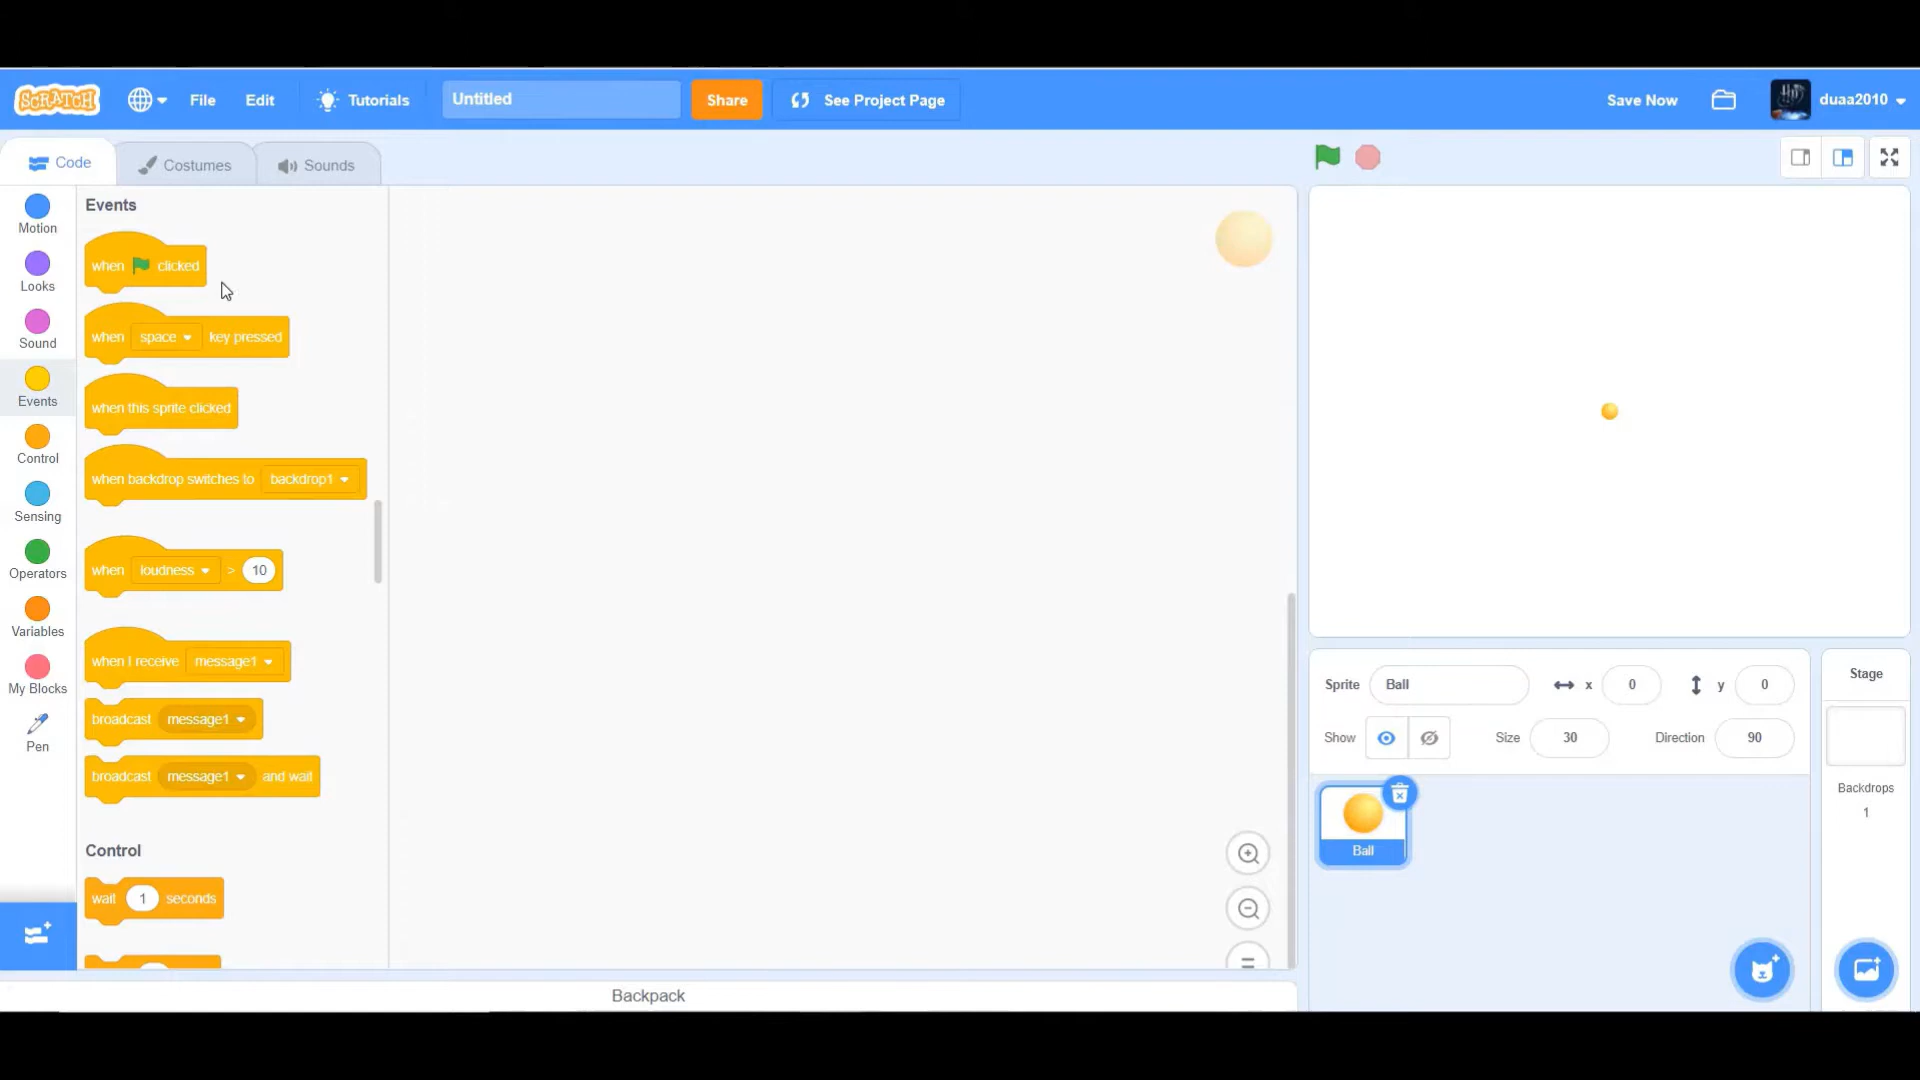 SCRATCH File Edit Tutorials Untitled Share See Project Page Save Now duaa2010
Code Costumes Sounds
Motion
Looks
Sound
Events
Control
Sensing
Operators
Variables
My Blocks
Pen
Events
when clicked
when space key pressed
when this sprite clicked
when backdrop switches to backdrop1
when loudness > 10
when I receive message1
broadcast message1
broadcast message1 and wait
Control
wait 1 seconds
Backpack
Sprite Ball x 0 y 0
Show Size 30 Direction 90
Ball
Stage
Backdrops
1